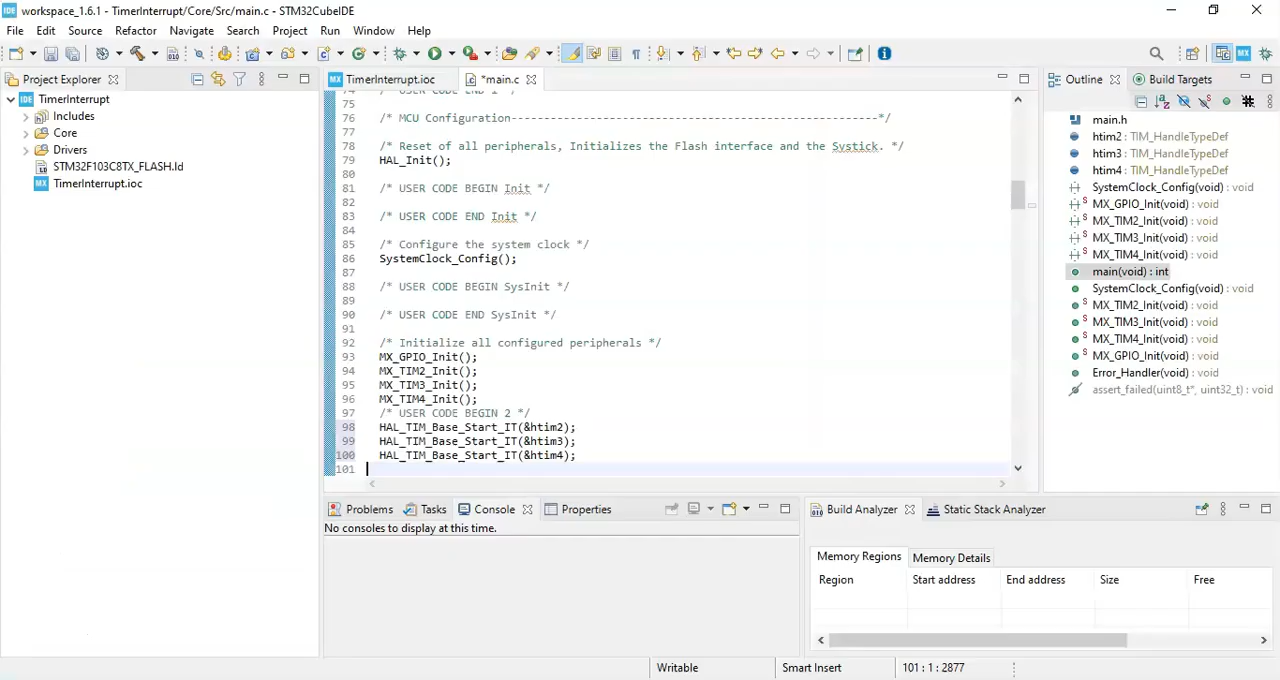 workspace_1.6.1 - TimerInterrupt/Core/Src/main.c - STM32CubeIDE
File Edit Source Refactor Navigate Search Project Run Window Help
Project Explorer
TimerInterrupt
Includes
Core
Drivers
STM32F103C8TX_FLASH.ld
TimerInterrupt.ioc
TimerInterrupt.ioc *main.c
74 /* USER CODE END 1 */
75
76 /* MCU Configuration--------------------------------------------------------*/
77
78 /* Reset of all peripherals, Initializes the Flash interface and the Systick. */
79 HAL_Init();
80
81 /* USER CODE BEGIN Init */
82
83 /* USER CODE END Init */
84
85 /* Configure the system clock */
86 SystemClock_Config();
87
88 /* USER CODE BEGIN SysInit */
89
90 /* USER CODE END SysInit */
91
92 /* Initialize all configured peripherals */
93 MX_GPIO_Init();
94 MX_TIM2_Init();
95 MX_TIM3_Init();
96 MX_TIM4_Init();
97 /* USER CODE BEGIN 2 */
98 HAL_TIM_Base_Start_IT(&htim2);
99 HAL_TIM_Base_Start_IT(&htim3);
100 HAL_TIM_Base_Start_IT(&htim4);
101
Outline Build Targets
main.h
htim2 : TIM_HandleTypeDef
htim3 : TIM_HandleTypeDef
htim4 : TIM_HandleTypeDef
SystemClock_Config(void) : void
MX_GPIO_Init(void) : void
MX_TIM2_Init(void) : void
MX_TIM3_Init(void) : void
MX_TIM4_Init(void) : void
main(void) : int
SystemClock_Config(void) : void
MX_TIM2_Init(void) : void
MX_TIM3_Init(void) : void
MX_TIM4_Init(void) : void
MX_GPIO_Init(void) : void
Error_Handler(void) : void
assert_failed(uint8_t*, uint32_t) : void
Problems Tasks Console Properties
No consoles to display at this time.
Build Analyzer Static Stack Analyzer
Memory Regions Memory Details
Region Start address End address Size Free
Writable Smart Insert 101 : 1 : 2877